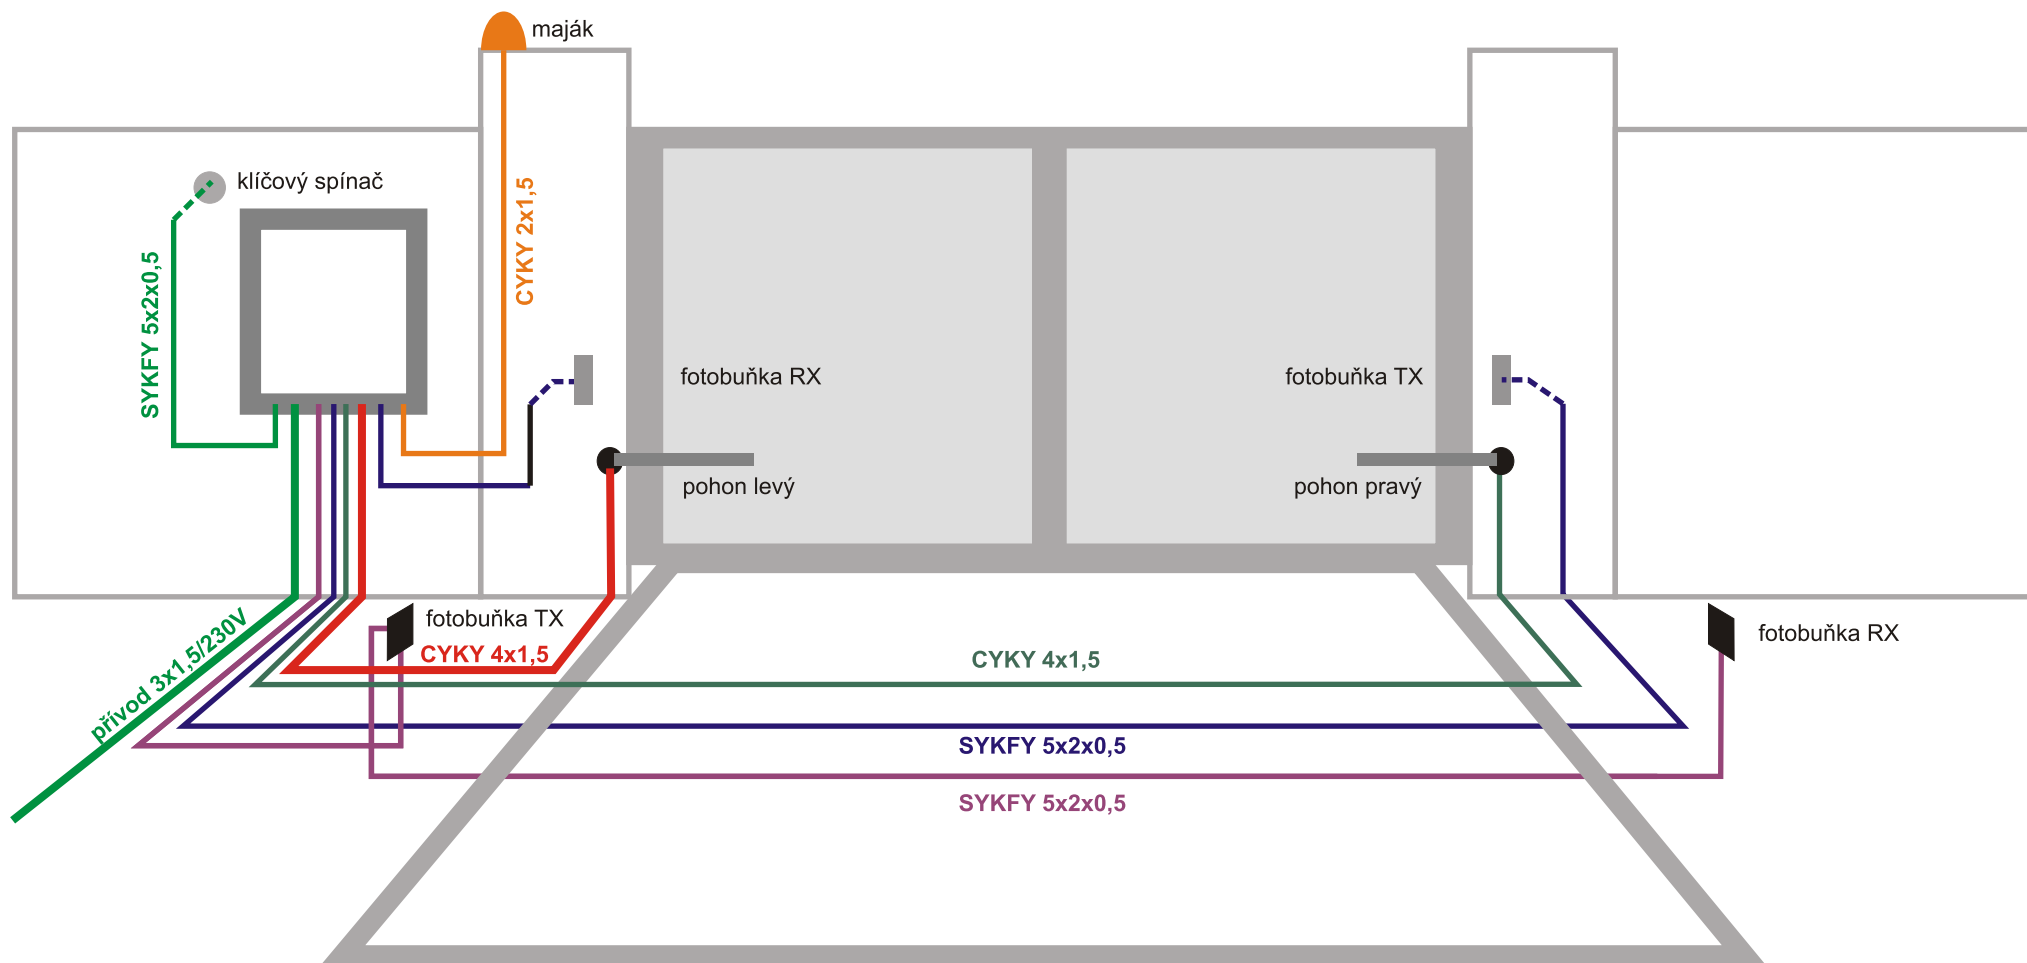 maják
klíčový spínač
CYKY 2x1,5
SYKFY 5x2x0,5
fotobuňka RX
fotobuňka TX
pohon levý
pohon pravý
fotobuňka TX
přívod 3x1,5/230V
CYKY 4x1,5
CYKY 4x1,5
fotobuňka RX
SYKFY 5x2x0,5
SYKFY 5x2x0,5